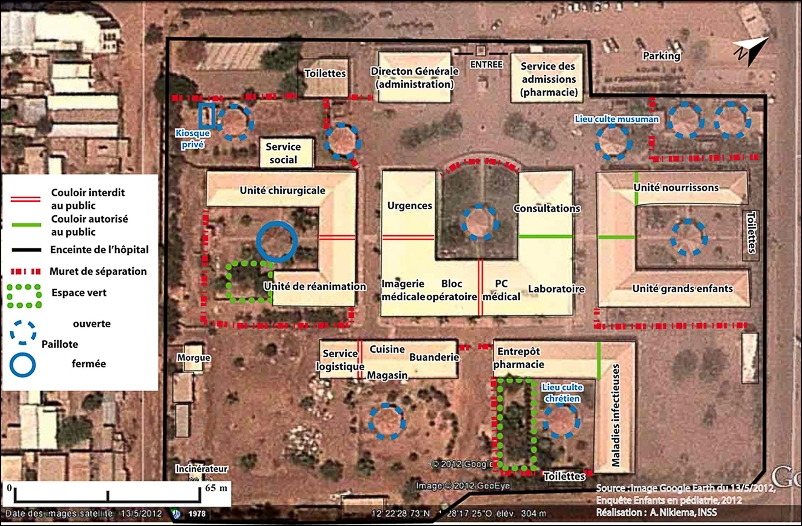 Parking
N
ENTREE
Toilettes
Directon Générale
(administration)
Service des
admissions
(pharmacie)
Kiosque
privé
Lieu culte musuman
Service
social
Couloir interdit
au public
Couloir autorisé
au public
Enceinte de l'hôpital
Muret de séparation
Espace vert
ouverte
Paillote
fermée
Unité chirurgicale
Urgences
Consultations
Unité nourrissons
Toilettes
Unité de réanimation
Imagerie
médicale
Bloc
opératoire
PC
médical
Laboratoire
Unité grands enfants
Morgue
Service
logistique
Cuisine
Buanderie
Magasin
Entrepôt
pharmacie
Lieu culte
chrétien
Maladies infectieuses
Toilettes
Incinérateur
© 2012 Google
Image © 2012 GeoEye
0
65 m
Source : Image Google Earth du 13/5/2012,
Enquête Enfants en pédiatrie, 2012
Réalisation : A. Niklema, INSS
Date des images satellite : 13/5/2012
1978
12°22'28.73"N
1°28'17.25"O élév. 304 m